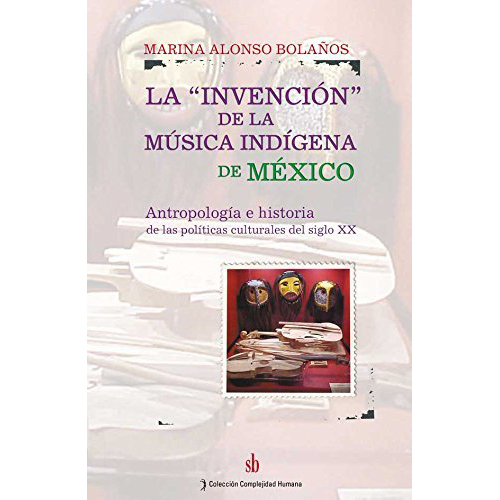 MARINA ALONSO BOLAÑOS
LA “INVENCIÓN”
DE LA
MÚSICA INDÍGENA
DE MÉXICO
Antropología e historia
de las políticas culturales del siglo XX
sb
Colección Complejidad Humana